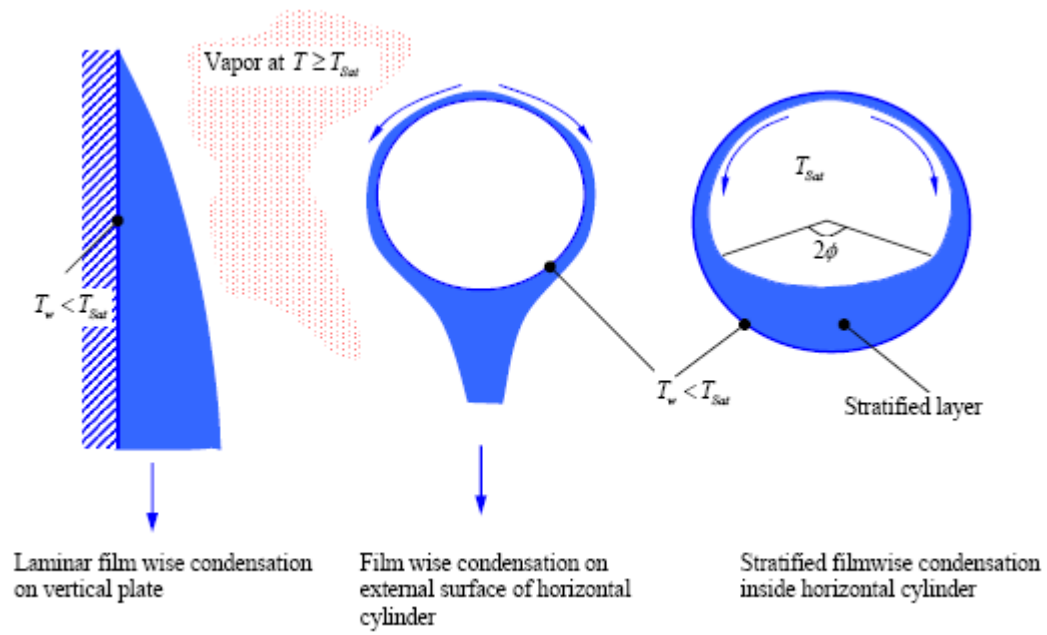 Vapor at T ≥ T_Sat
T_Sat
2ϕ
T_w < T_Sat
T_w < T_Sat
Stratified layer
Laminar film wise condensation
on vertical plate
Film wise condensation on
external surface of horizontal
cylinder
Stratified filmwise condensation
inside horizontal cylinder